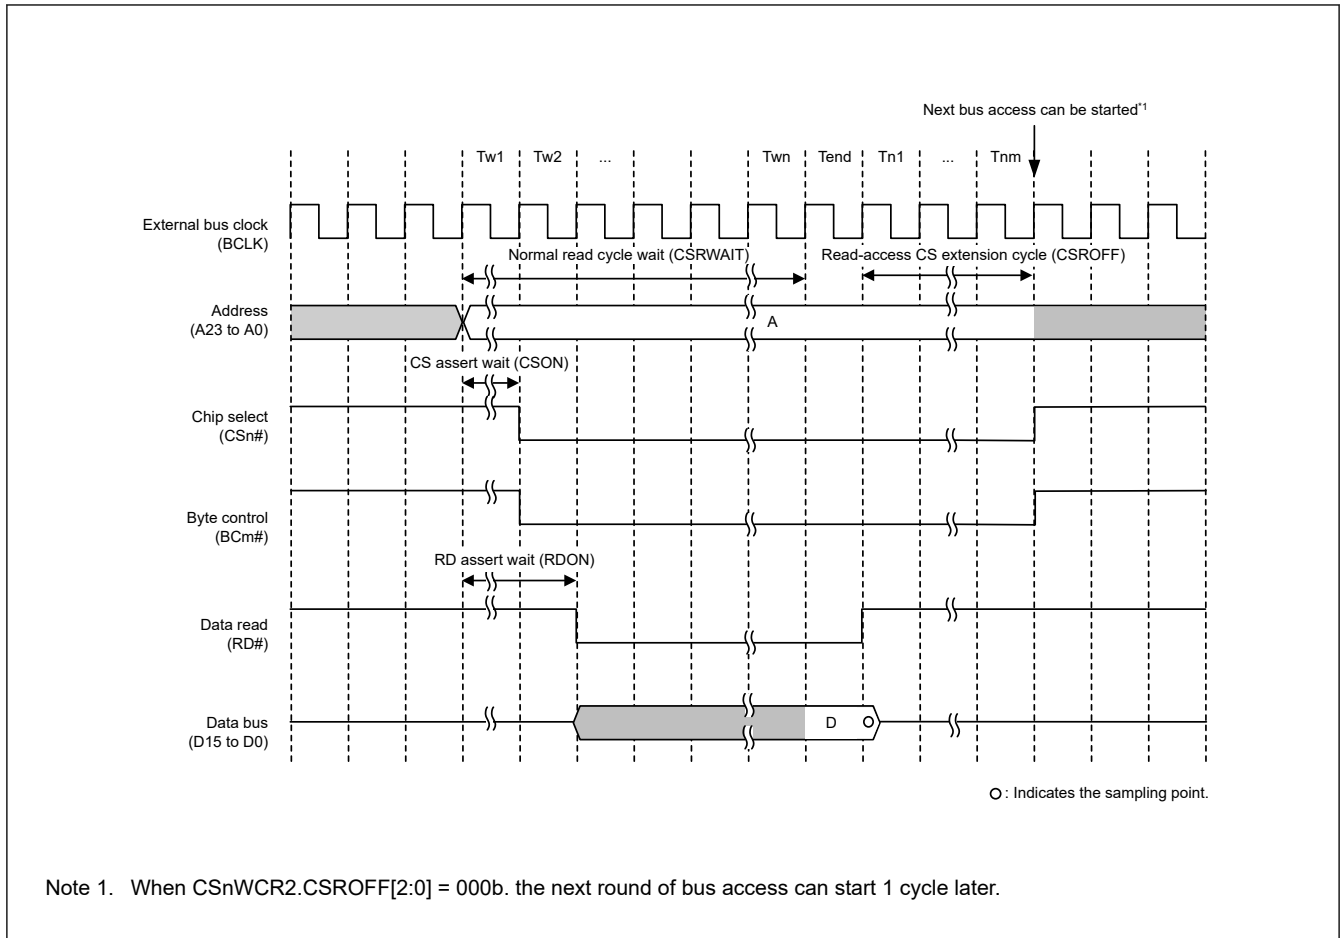 Next bus access can be started*1
Tw1 Tw2 ... Twn Tend Tn1 ... Tnm
External bus clock
(BCLK)
Normal read cycle wait (CSRWAIT) Read-access CS extension cycle (CSROFF)
Address
(A23 to A0)
A
CS assert wait (CSON)
Chip select
(CSn#)
Byte control
(BCm#)
RD assert wait (RDON)
Data read
(RD#)
Data bus
(D15 to D0)
D
: Indicates the sampling point.
Note 1. When CSnWCR2.CSROFF[2:0] = 000b. the next round of bus access can start 1 cycle later.